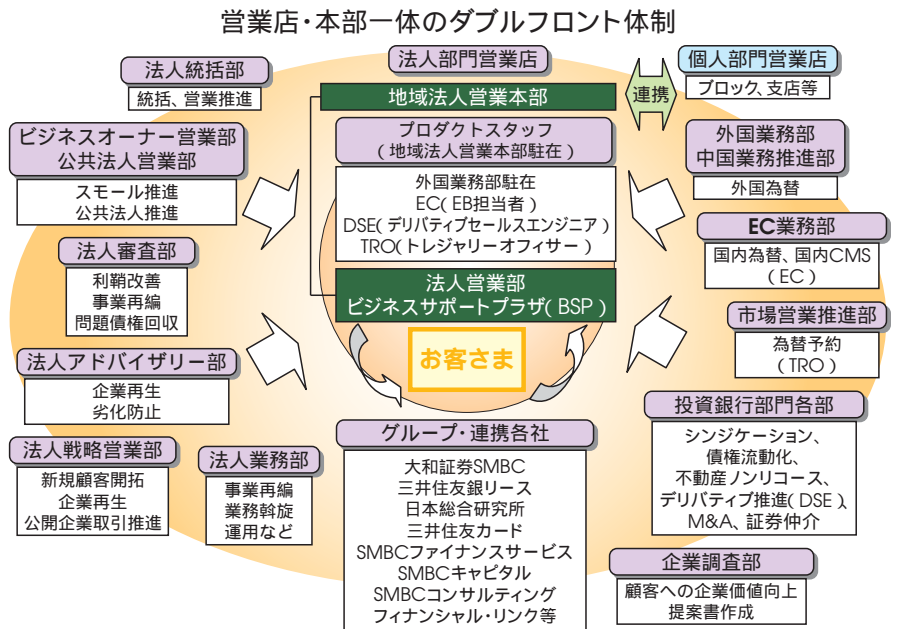 営業店・本部一体のダブルフロント体制
法人部門営業店
地域法人営業本部
連携
個人部門営業店
ブロック、支店等
法人統括部
統括、営業推進
ビジネスオーナー営業部
公共法人営業部
スモール推進
公共法人推進
法人審査部
利鞘改善
事業再編
問題債権回収
法人アドバイザリー部
企業再生
劣化防止
法人戦略営業部
新規顧客開拓
企業再生
公開企業取引推進
法人業務部
事業再編
業務斡旋
運用など
プロダクトスタッフ
(地域法人営業本部駐在)
外国業務部駐在
EC(EB担当者)
DSE(デリバティブセールスエンジニア)
TRO(トレジャリーオフィサー)
法人営業部
ビジネスサポートプラザ(BSP)
お客さま
グループ・連携各社
大和証券SMBC
三井住友銀リース
日本総合研究所
三井住友カード
SMBCファイナンスサービス
SMBCキャピタル
SMBCコンサルティング
フィナンシャル・リンク等
外国業務部
中国業務推進部
外国為替
EC業務部
国内為替、国内CMS
(EC)
市場営業推進部
為替予約
(TRO)
投資銀行部門各部
シンジケーション、
債権流動化、
不動産ノンリコース、
デリバティブ推進(DSE)、
M&A、証券仲介
企業調査部
顧客への企業価値向上
提案書作成